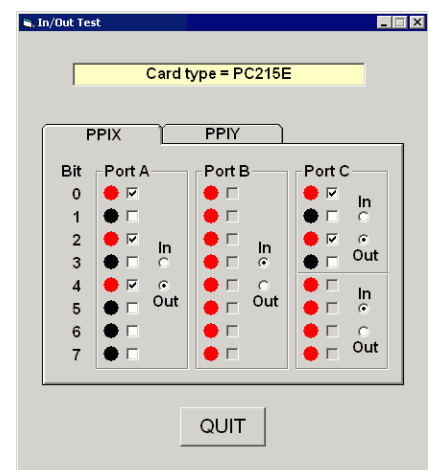 In/Out Test
Card type = PC215E
PPIX PPIY
Bit Port A Port B Port C
0
In
1
2
In In
3 Out
4
In
Out Out
5
6
Out
7
QUIT